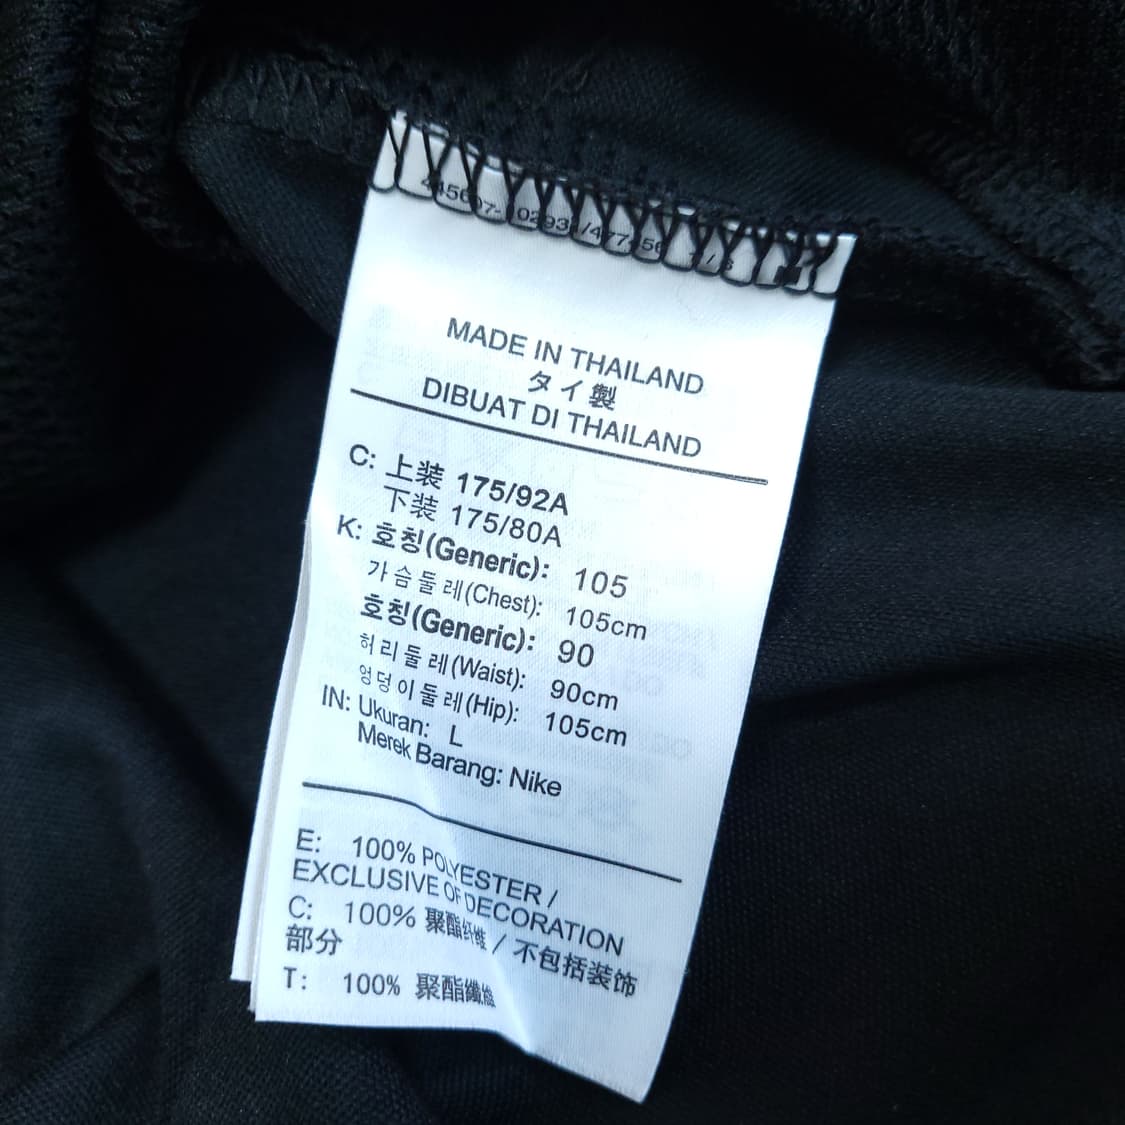 MADE IN THAILAND
タイ製
DIBUAT DI THAILAND
C: 上装 175/92A
下装 175/80A
K: 호칭(Generic): 105
가슴둘레(Chest): 105cm
호칭(Generic): 90
허리둘레(Waist): 90cm
엉덩이둘레(Hip): 105cm
IN: Ukuran: L
Merek Barang: Nike
E: 100% POLYESTER /
EXCLUSIVE OF DECORATION
C: 100% 聚酯纤维 / 不包括装饰
部分
T: 100% 聚酯纖維